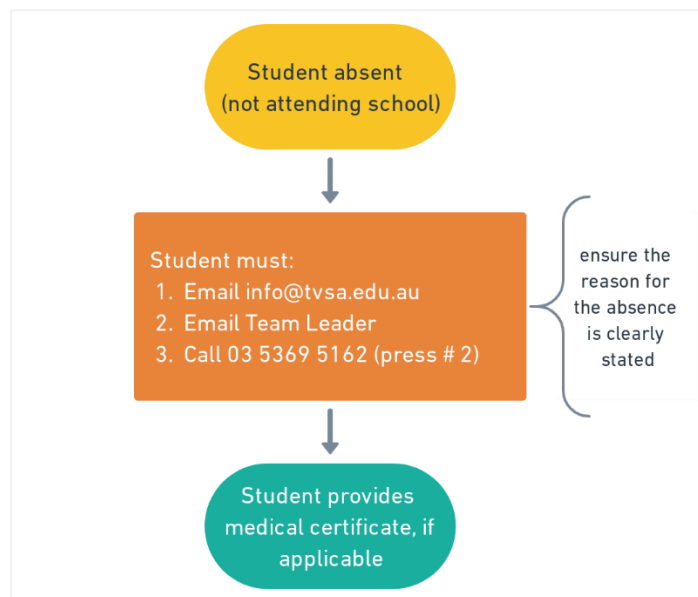 Student absent
(not attending school)
Student must:
1. Email info@tvsa.edu.au
2. Email Team Leader
3. Call 03 5369 5162 (press # 2)
ensure the
reason for
the absence
is clearly
stated
Student provides
medical certificate, if
applicable